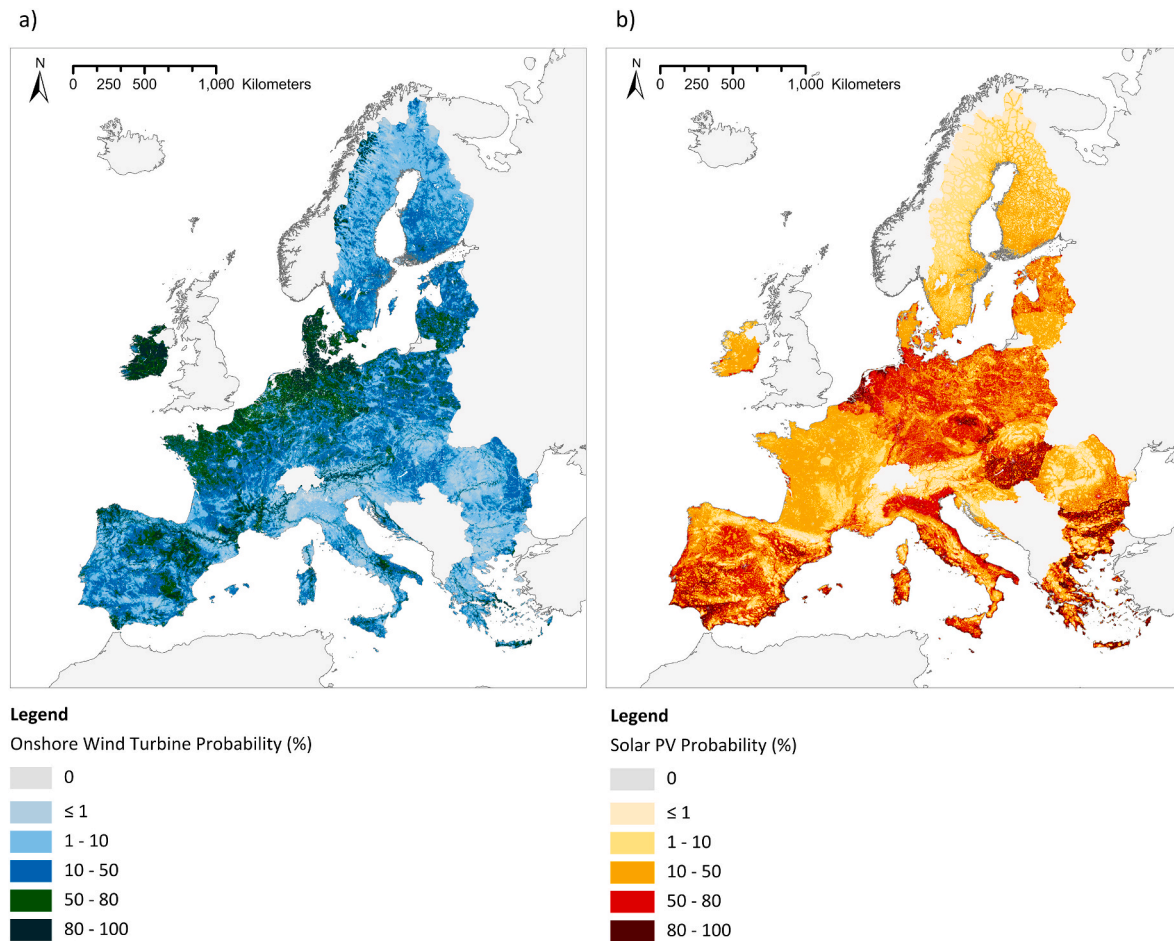 a)
b)
N
0 250 500 1,000 Kilometers
N
0 250 500 1,000 Kilometers
Legend
Onshore Wind Turbine Probability (%)
0
≤ 1
1 - 10
10 - 50
50 - 80
80 - 100
Legend
Solar PV Probability (%)
0
≤ 1
1 - 10
10 - 50
50 - 80
80 - 100